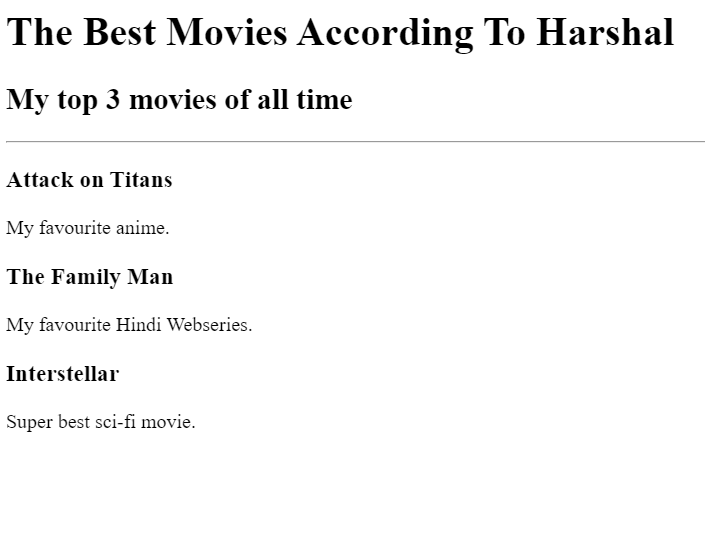 The Best Movies According To Harshal
My top 3 movies of all time
Attack on Titans
My favourite anime.
The Family Man
My favourite Hindi Webseries.
Interstellar
Super best sci-fi movie.